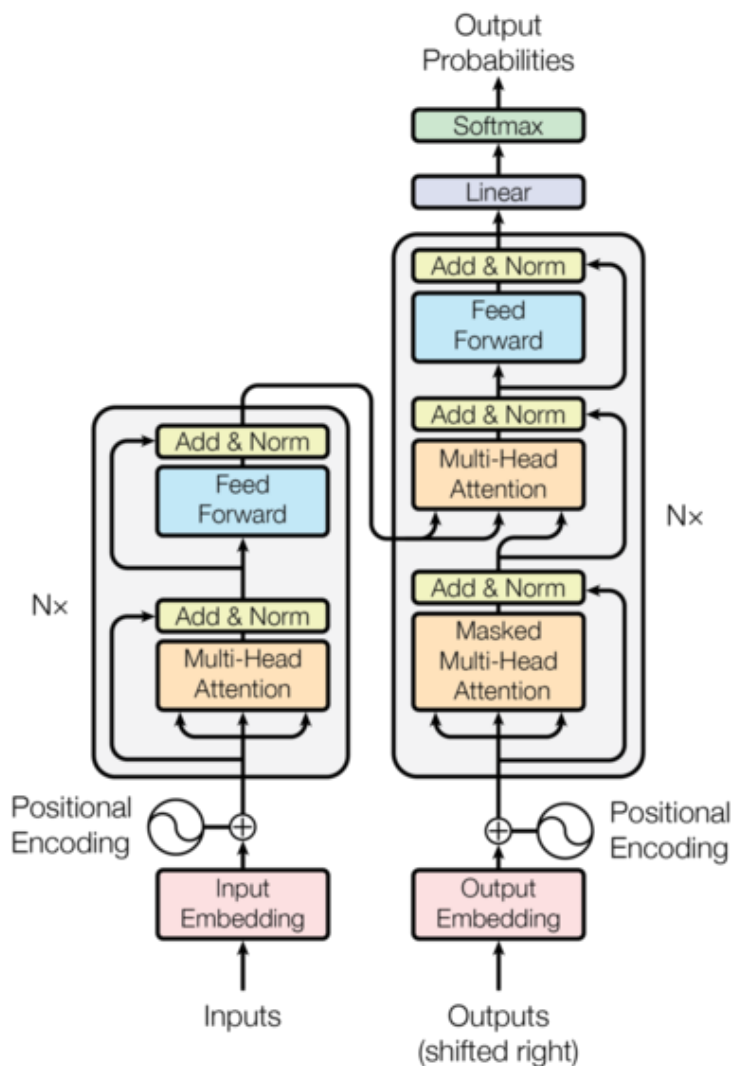 Output
Probabilities
Softmax
Linear
Add & Norm
Feed
Forward
Add & Norm
Multi-Head
Attention
Add & Norm
Masked
Multi-Head
Attention
Nx
Add & Norm
Feed
Forward
Add & Norm
Multi-Head
Attention
Nx
Positional
Encoding
Positional
Encoding
Input
Embedding
Output
Embedding
Inputs
Outputs
(shifted right)